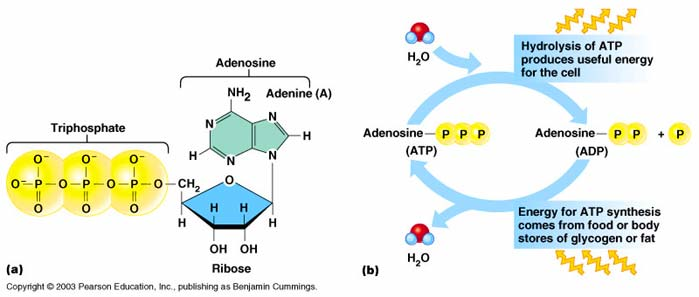 Adenosine
NH₂
Adenine (A)
Triphosphate
N
N
H
H
N
N
O⁻
O⁻
O⁻
O⁻–P–O–P–O–P–O–CH₂
O
O
O
O
H
H
H
H
OH
OH
Ribose
(a)
H₂O
Hydrolysis of ATP
produces useful energy
for the cell
Adenosine–P P P
(ATP)
Adenosine–P P + P
(ADP)
Energy for ATP synthesis
comes from food or body
stores of glycogen or fat
H₂O
(b)
Copyright © 2003 Pearson Education, Inc., publishing as Benjamin Cummings.